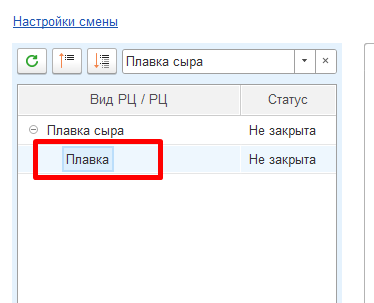 Настройки смены
Плавка сыра
Вид РЦ / РЦ Статус
Плавка сыра Не закрыта
Плавка Не закрыта